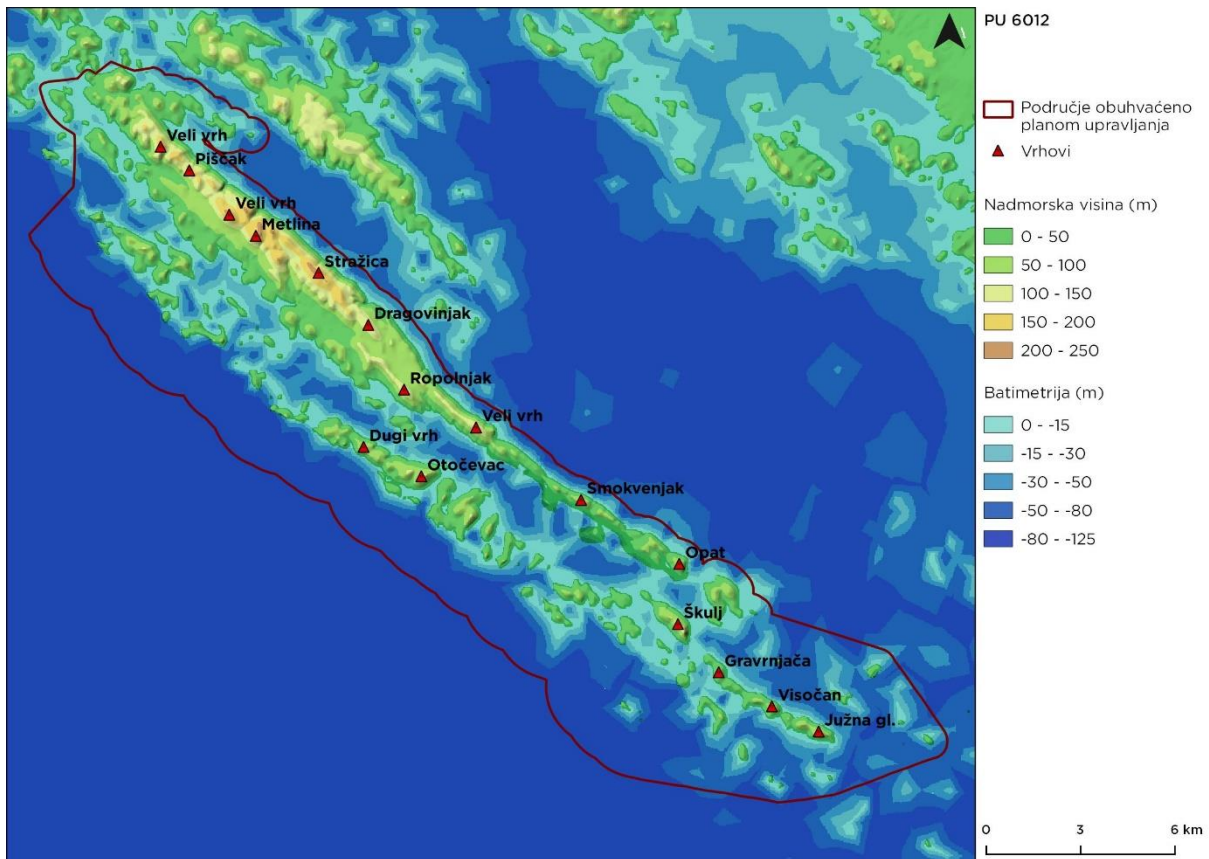 PU 6012
Područje obuhvaćeno
planom upravljanja
Vrhovi
Nadmorska visina (m)
0 - 50
50 - 100
100 - 150
150 - 200
200 - 250
Batimetrija (m)
0 - -15
-15 - -30
-30 - -50
-50 - -80
-80 - -125
0 3 6 km
Veli vrh
Piščak
Veli vrh
Metlina
Stražica
Dragovinjak
Ropolnjak
Veli vrh
Dugi vrh
Otočevac
Smokvenjak
Opat
Škulj
Gravrnjača
Visočan
Južna gl.